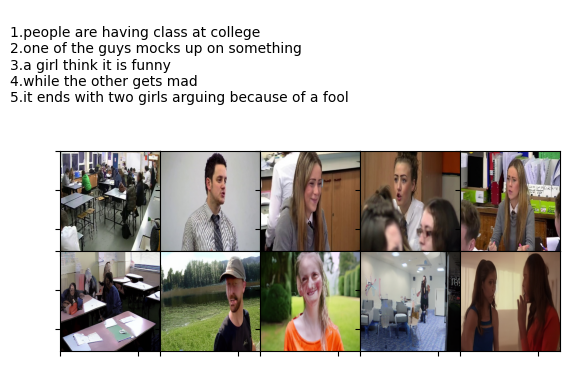 1.people are having class at college
2.one of the guys mocks up on something
3.a girl think it is funny
4.while the other gets mad
5.it ends with two girls arguing because of a fool